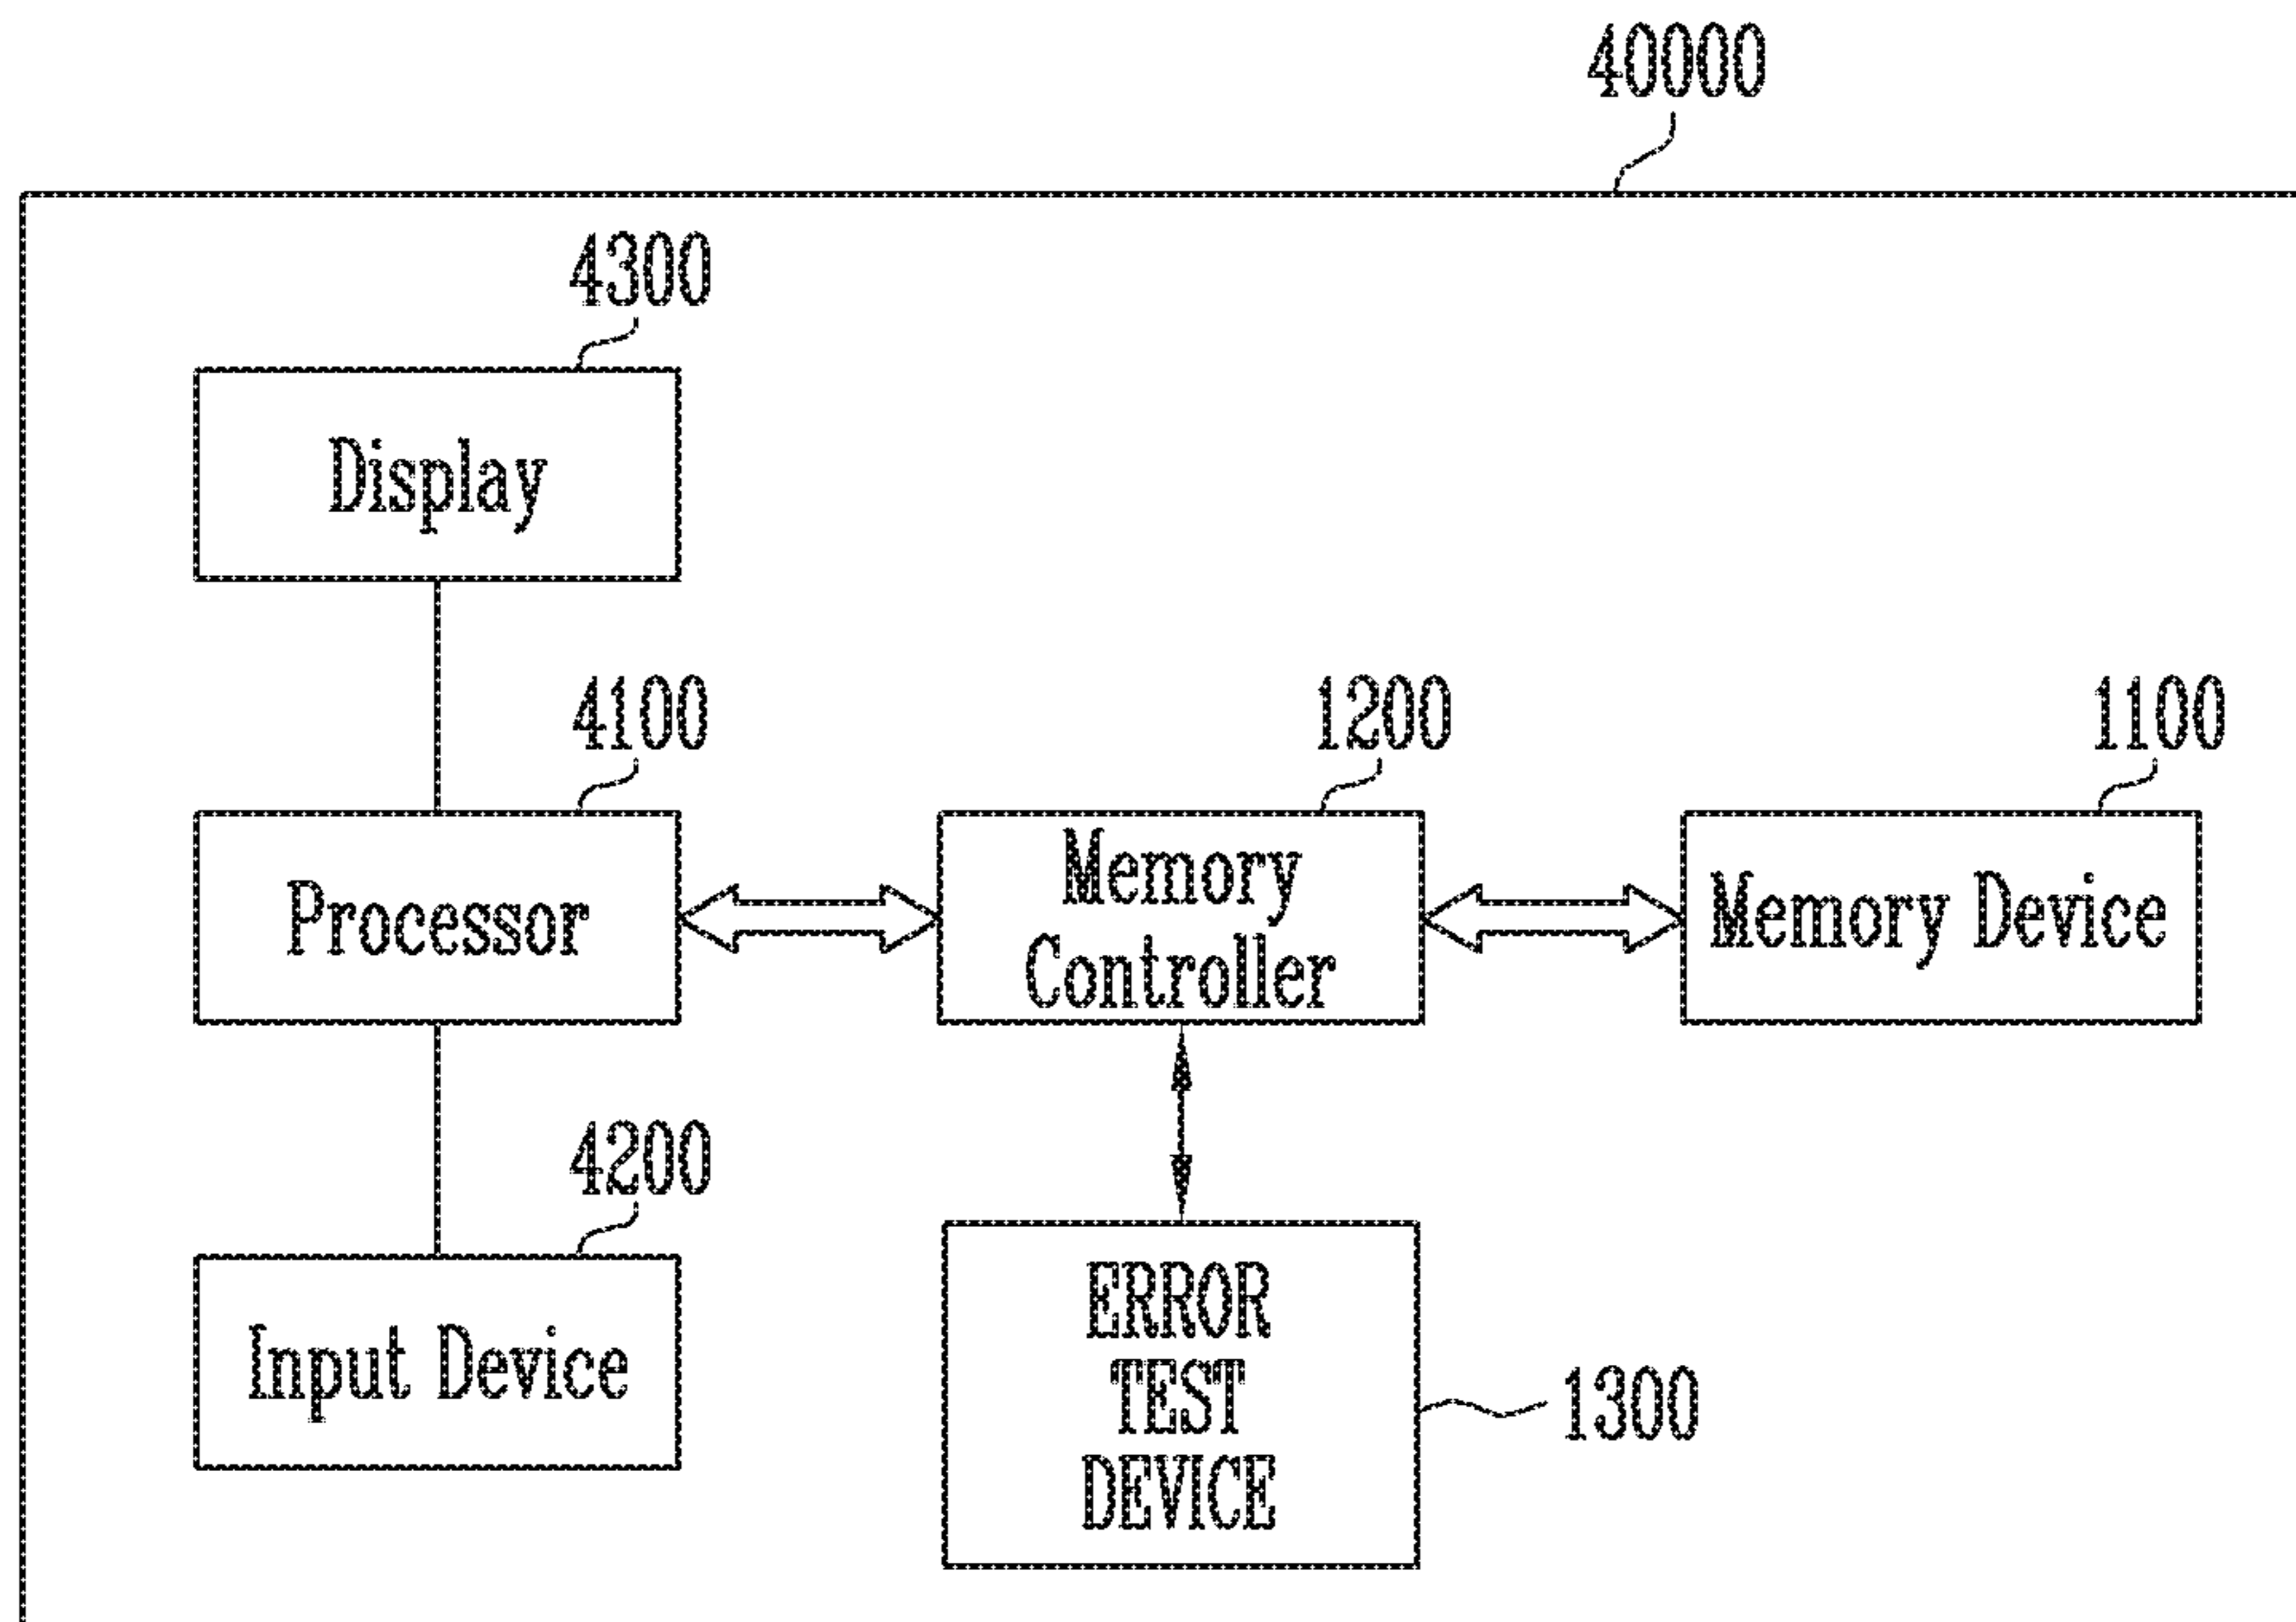 40000
4300
Display
4100
1200
1100
Processor
Memory
Controller
Memory Device
4200
Input Device
ERROR
TEST
DEVICE
1300